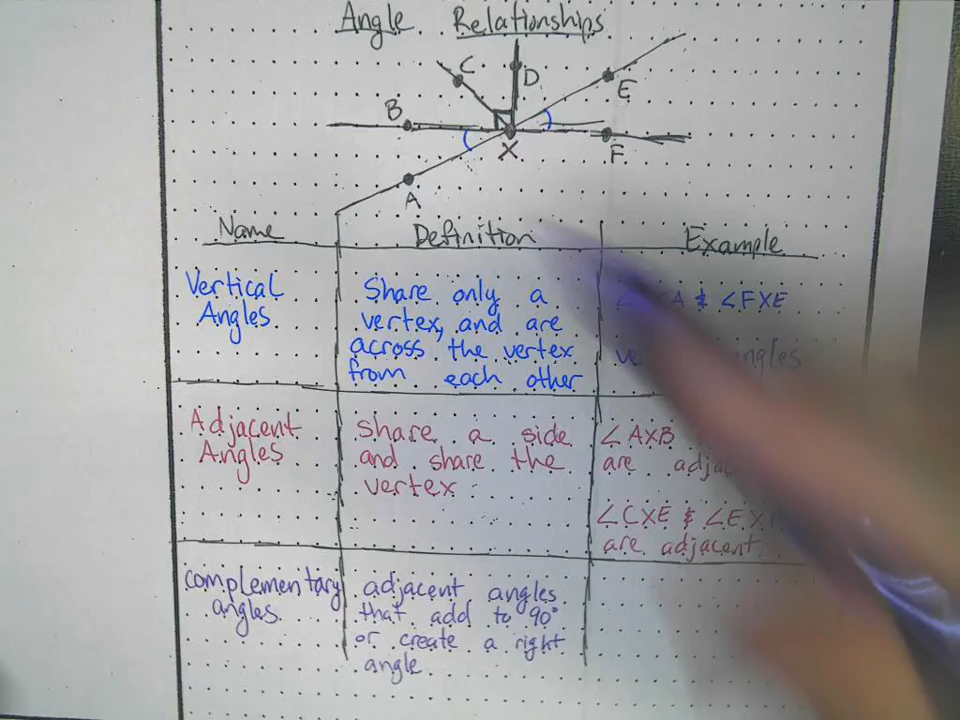 Angle Relationships
C
D
E
B
X
F
A
Name Definition Example
Vertical
Angles
Share only a
vertex, and are
across the vertex
from each other
A & ∠FXE
Adjacent
Angles
Share a side
and share the
vertex
∠AXB
are
∠CXE &
are adjacent
complementary
angles
adjacent angles
that add to 90°
or create a right
angle